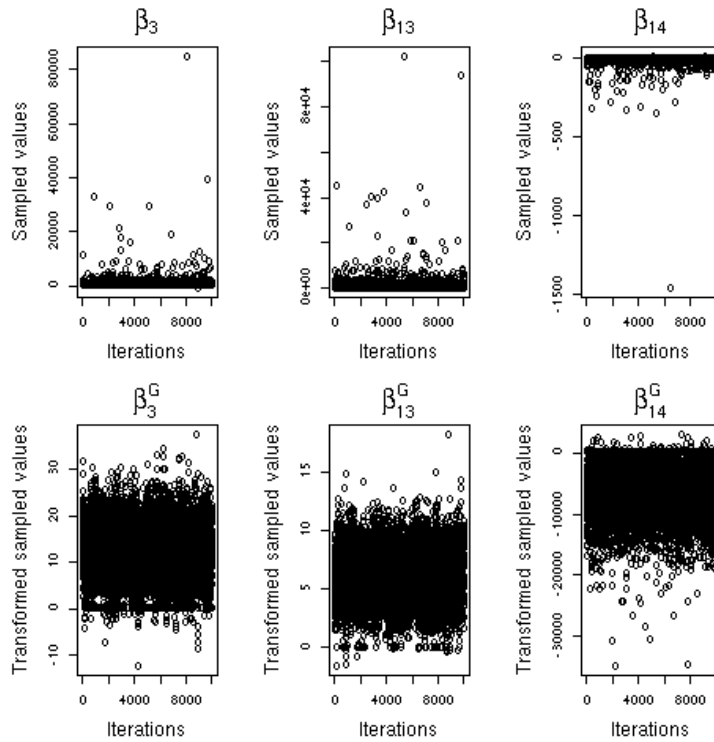 β3
β13
β14
Sampled values
0 20000 40000 60000 80000
0 4000 8000
Iterations
Sampled values
0e+00 4e+04 8e+04
0 4000 8000
Iterations
Sampled values
-1500 -1000 -500 0
0 4000 8000
Iterations
β3G
β13G
β14G
Transformed sampled values
-10 0 10 20 30
0 4000 8000
Iterations
Transformed sampled values
0 5 10 15
0 4000 8000
Iterations
Transformed sampled values
-30000 -20000 -10000 0
0 4000 8000
Iterations